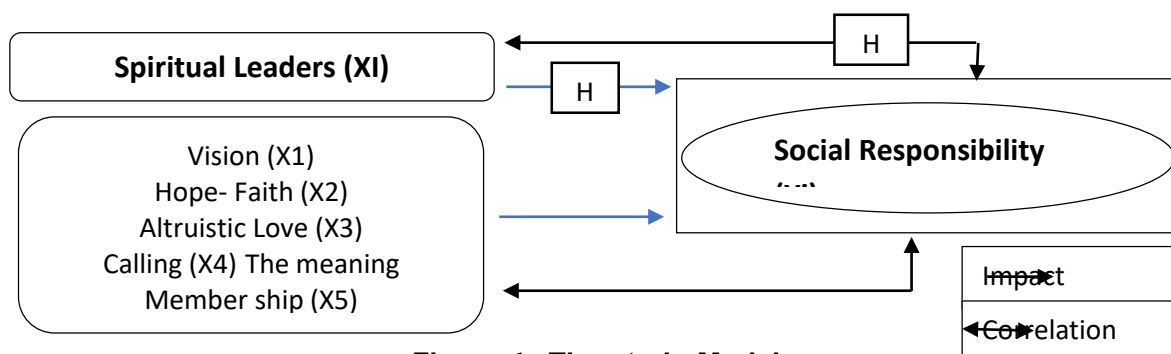 H
Spiritual Leaders (XI)
H
Social Responsibility
Vision (X1)
Hope- Faith (X2)
Altruistic Love (X3)
Calling (X4) The meaning
Member ship (X5)
Impact
Correlation